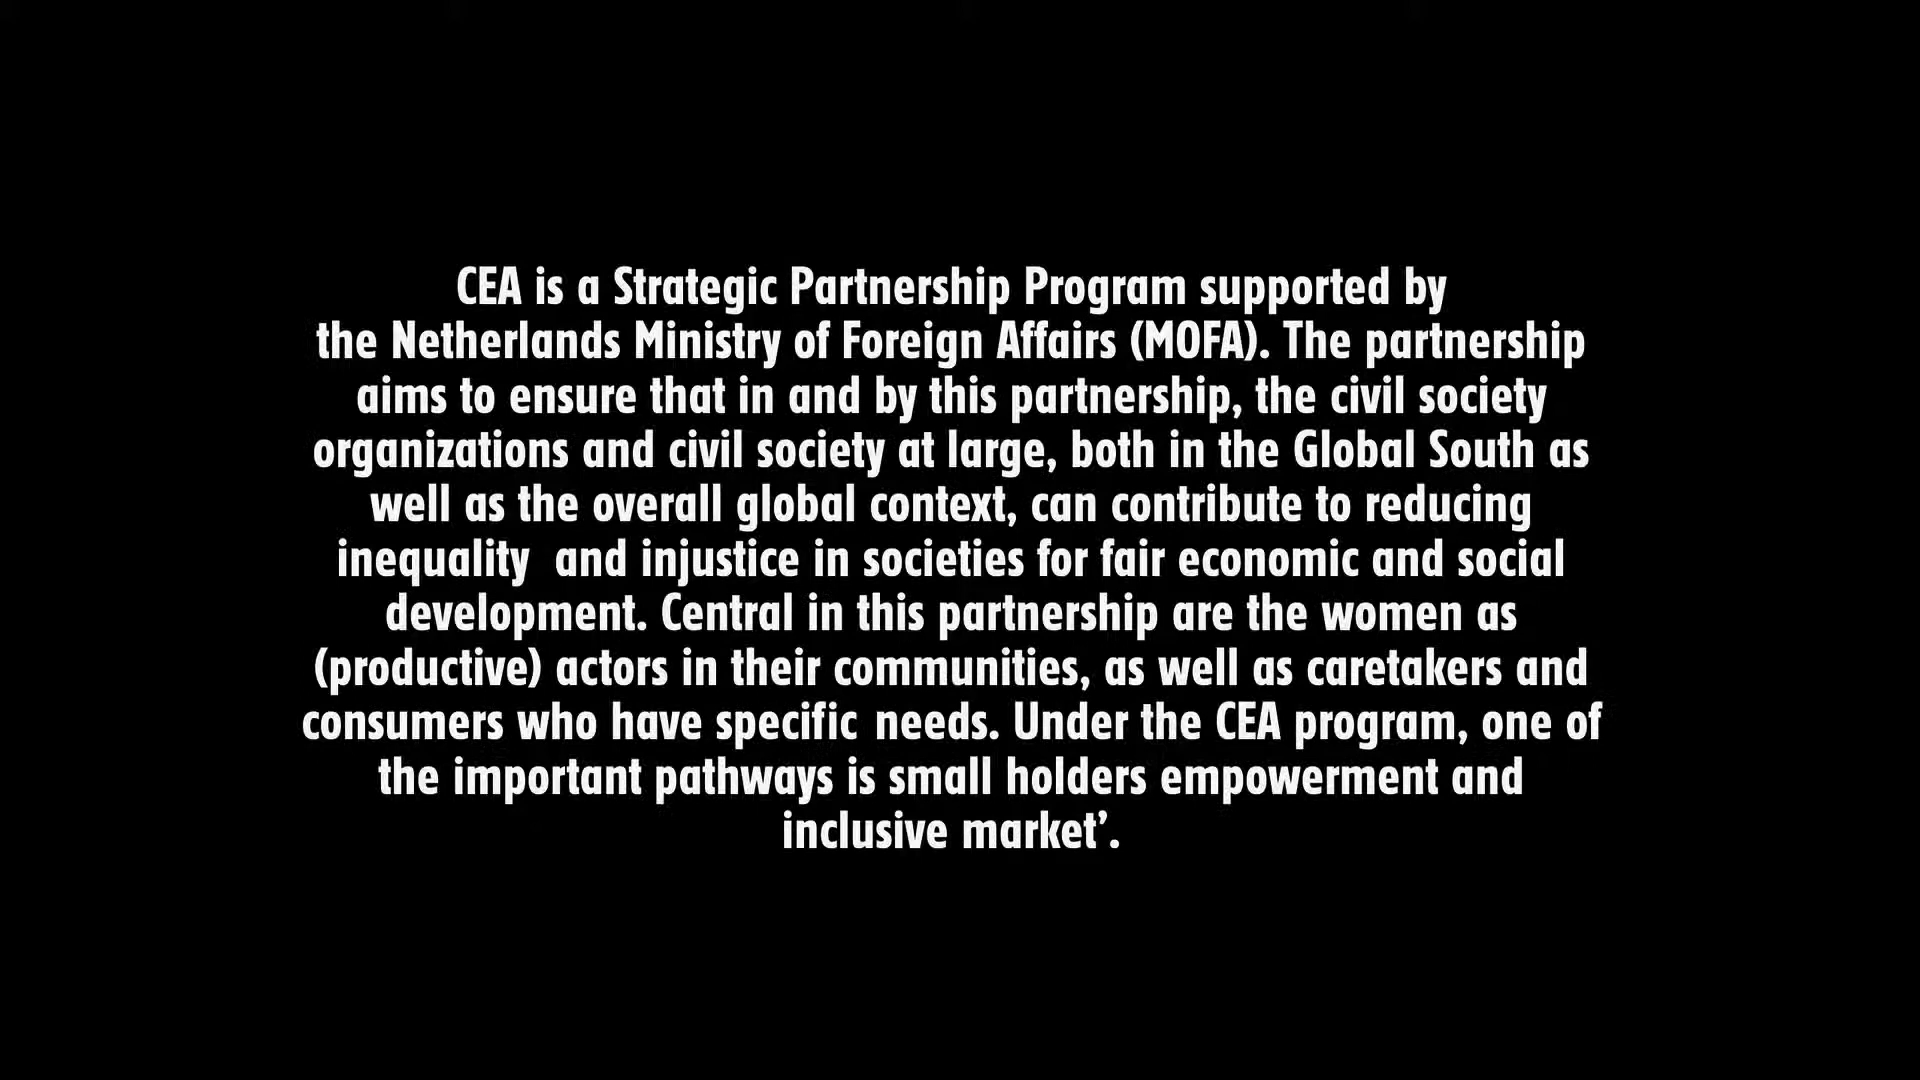 CEA is a Strategic Partnership Program supported by
the Netherlands Ministry of Foreign Affairs (MOFA). The partnership
aims to ensure that in and by this partnership, the civil society
organizations and civil society at large, both in the Global South as
well as the overall global context, can contribute to reducing
inequality  and injustice in societies for fair economic and social
development. Central in this partnership are the women as
(productive) actors in their communities, as well as caretakers and
consumers who have specific needs. Under the CEA program, one of
the important pathways is small holders empowerment and
inclusive market’.